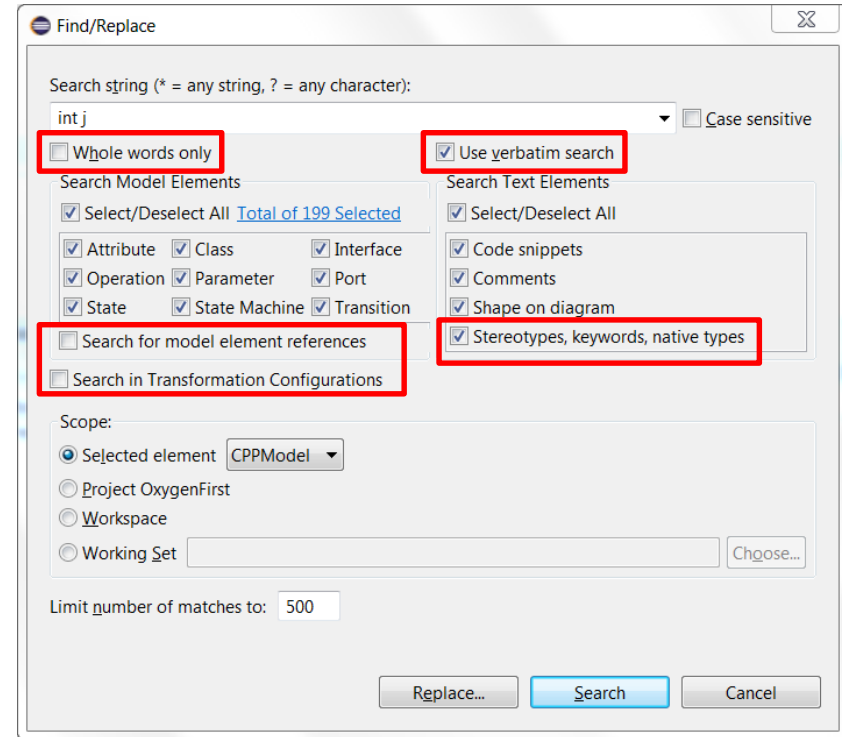 Find/Replace
Search string (* = any string, ? = any character):
int j
Case sensitive
Whole words only
Use verbatim search
Search Model Elements
Search Text Elements
Select/Deselect All Total of 199 Selected
Select/Deselect All
Attribute Class Interface
Code snippets
Operation Parameter Port
Comments
State State Machine Transition
Shape on diagram
Search for model element references
Stereotypes, keywords, native types
Search in Transformation Configurations
Scope:
Selected element CPPModel
Project OxygenFirst
Workspace
Working Set Choose...
Limit number of matches to: 500
Replace... Search Cancel